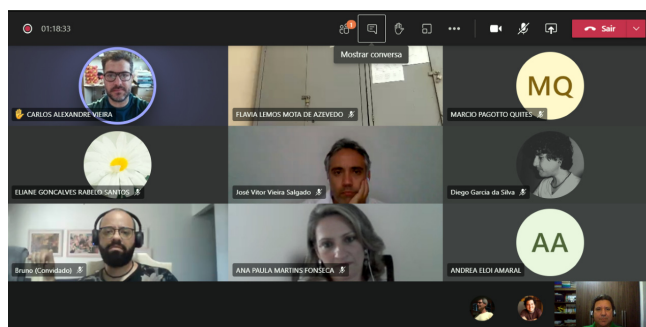 01:18:33
1
Sair
Mostrar conversa
MQ
CARLOS ALEXANDRE VIEIRA
FLAVIA LEMOS MOTA DE AZEVEDO
MARCIO PAGOTTO QUITES
ELIANE GONCALVES RABELO SANTOS
José Vitor Vieira Salgado
Diego Garcia da Silva
AA
Bruno (Convidado)
ANA PAULA MARTINS FONSECA
ANDREA ELOI AMARAL